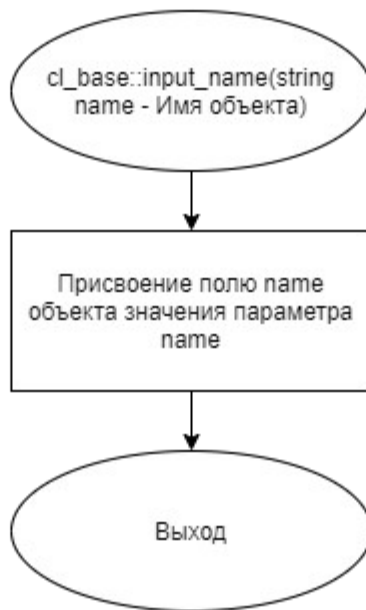 cl_base::input_name(string
name - Имя объекта)
Присвоение полю name
объекта значения параметра
name
Выход